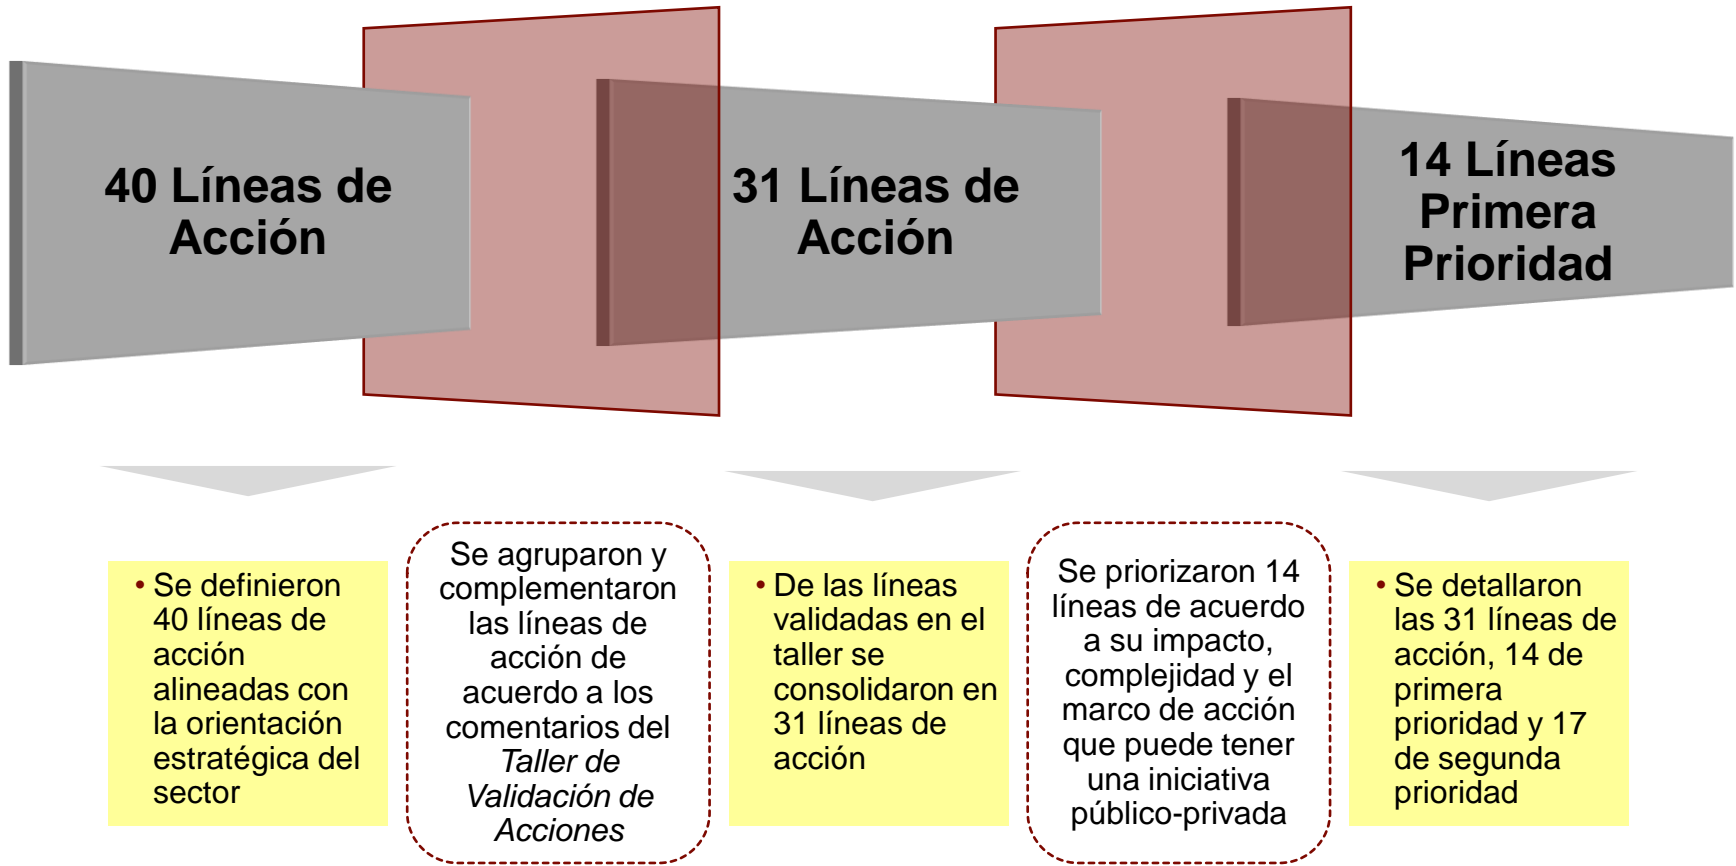 40 Líneas de
Acción
31 Líneas de
Acción
14 Líneas
Primera
Prioridad
• Se definieron
40 líneas de
acción
alineadas con
la orientación
estratégica del
sector
Se agruparon y
complementaron
las líneas de
acción de
acuerdo a los
comentarios del
Taller de
Validación de
Acciones
• De las líneas
validadas en el
taller se
consolidaron en
31 líneas de
acción
Se priorizaron 14
líneas de acuerdo
a su impacto,
complejidad y el
marco de acción
que puede tener
una iniciativa
público-privada
• Se detallaron
las 31 líneas de
acción, 14 de
primera
prioridad y 17
de segunda
prioridad